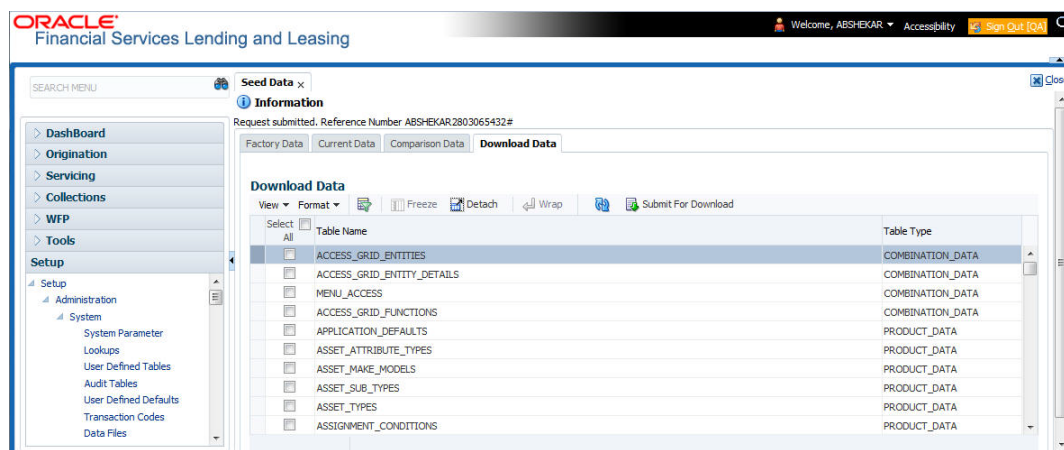 ORACLE
Financial Services Lending and Leasing
Welcome, ABSHEKAR Accessibility Sign Out [QA]
SEARCH MENU
DashBoard
Origination
Servicing
Collections
WFP
Tools
Setup
Setup
Administration
System
System Parameter
Lookups
User Defined Tables
Audit Tables
User Defined Defaults
Transaction Codes
Data Files
Seed Data x
Close
Information
Request submitted. Reference Number ABSHEKAR2803065432#
Factory Data Current Data Comparison Data Download Data
Download Data
View Format Freeze Detach Wrap Submit For Download
Select All Table Name Table Type
ACCESS_GRID_ENTITIES COMBINATION_DATA
ACCESS_GRID_ENTITY_DETAILS COMBINATION_DATA
MENU_ACCESS COMBINATION_DATA
ACCESS_GRID_FUNCTIONS COMBINATION_DATA
APPLICATION_DEFAULTS PRODUCT_DATA
ASSET_ATTRIBUTE_TYPES PRODUCT_DATA
ASSET_MAKE_MODELS PRODUCT_DATA
ASSET_SUB_TYPES PRODUCT_DATA
ASSET_TYPES PRODUCT_DATA
ASSIGNMENT_CONDITIONS PRODUCT_DATA